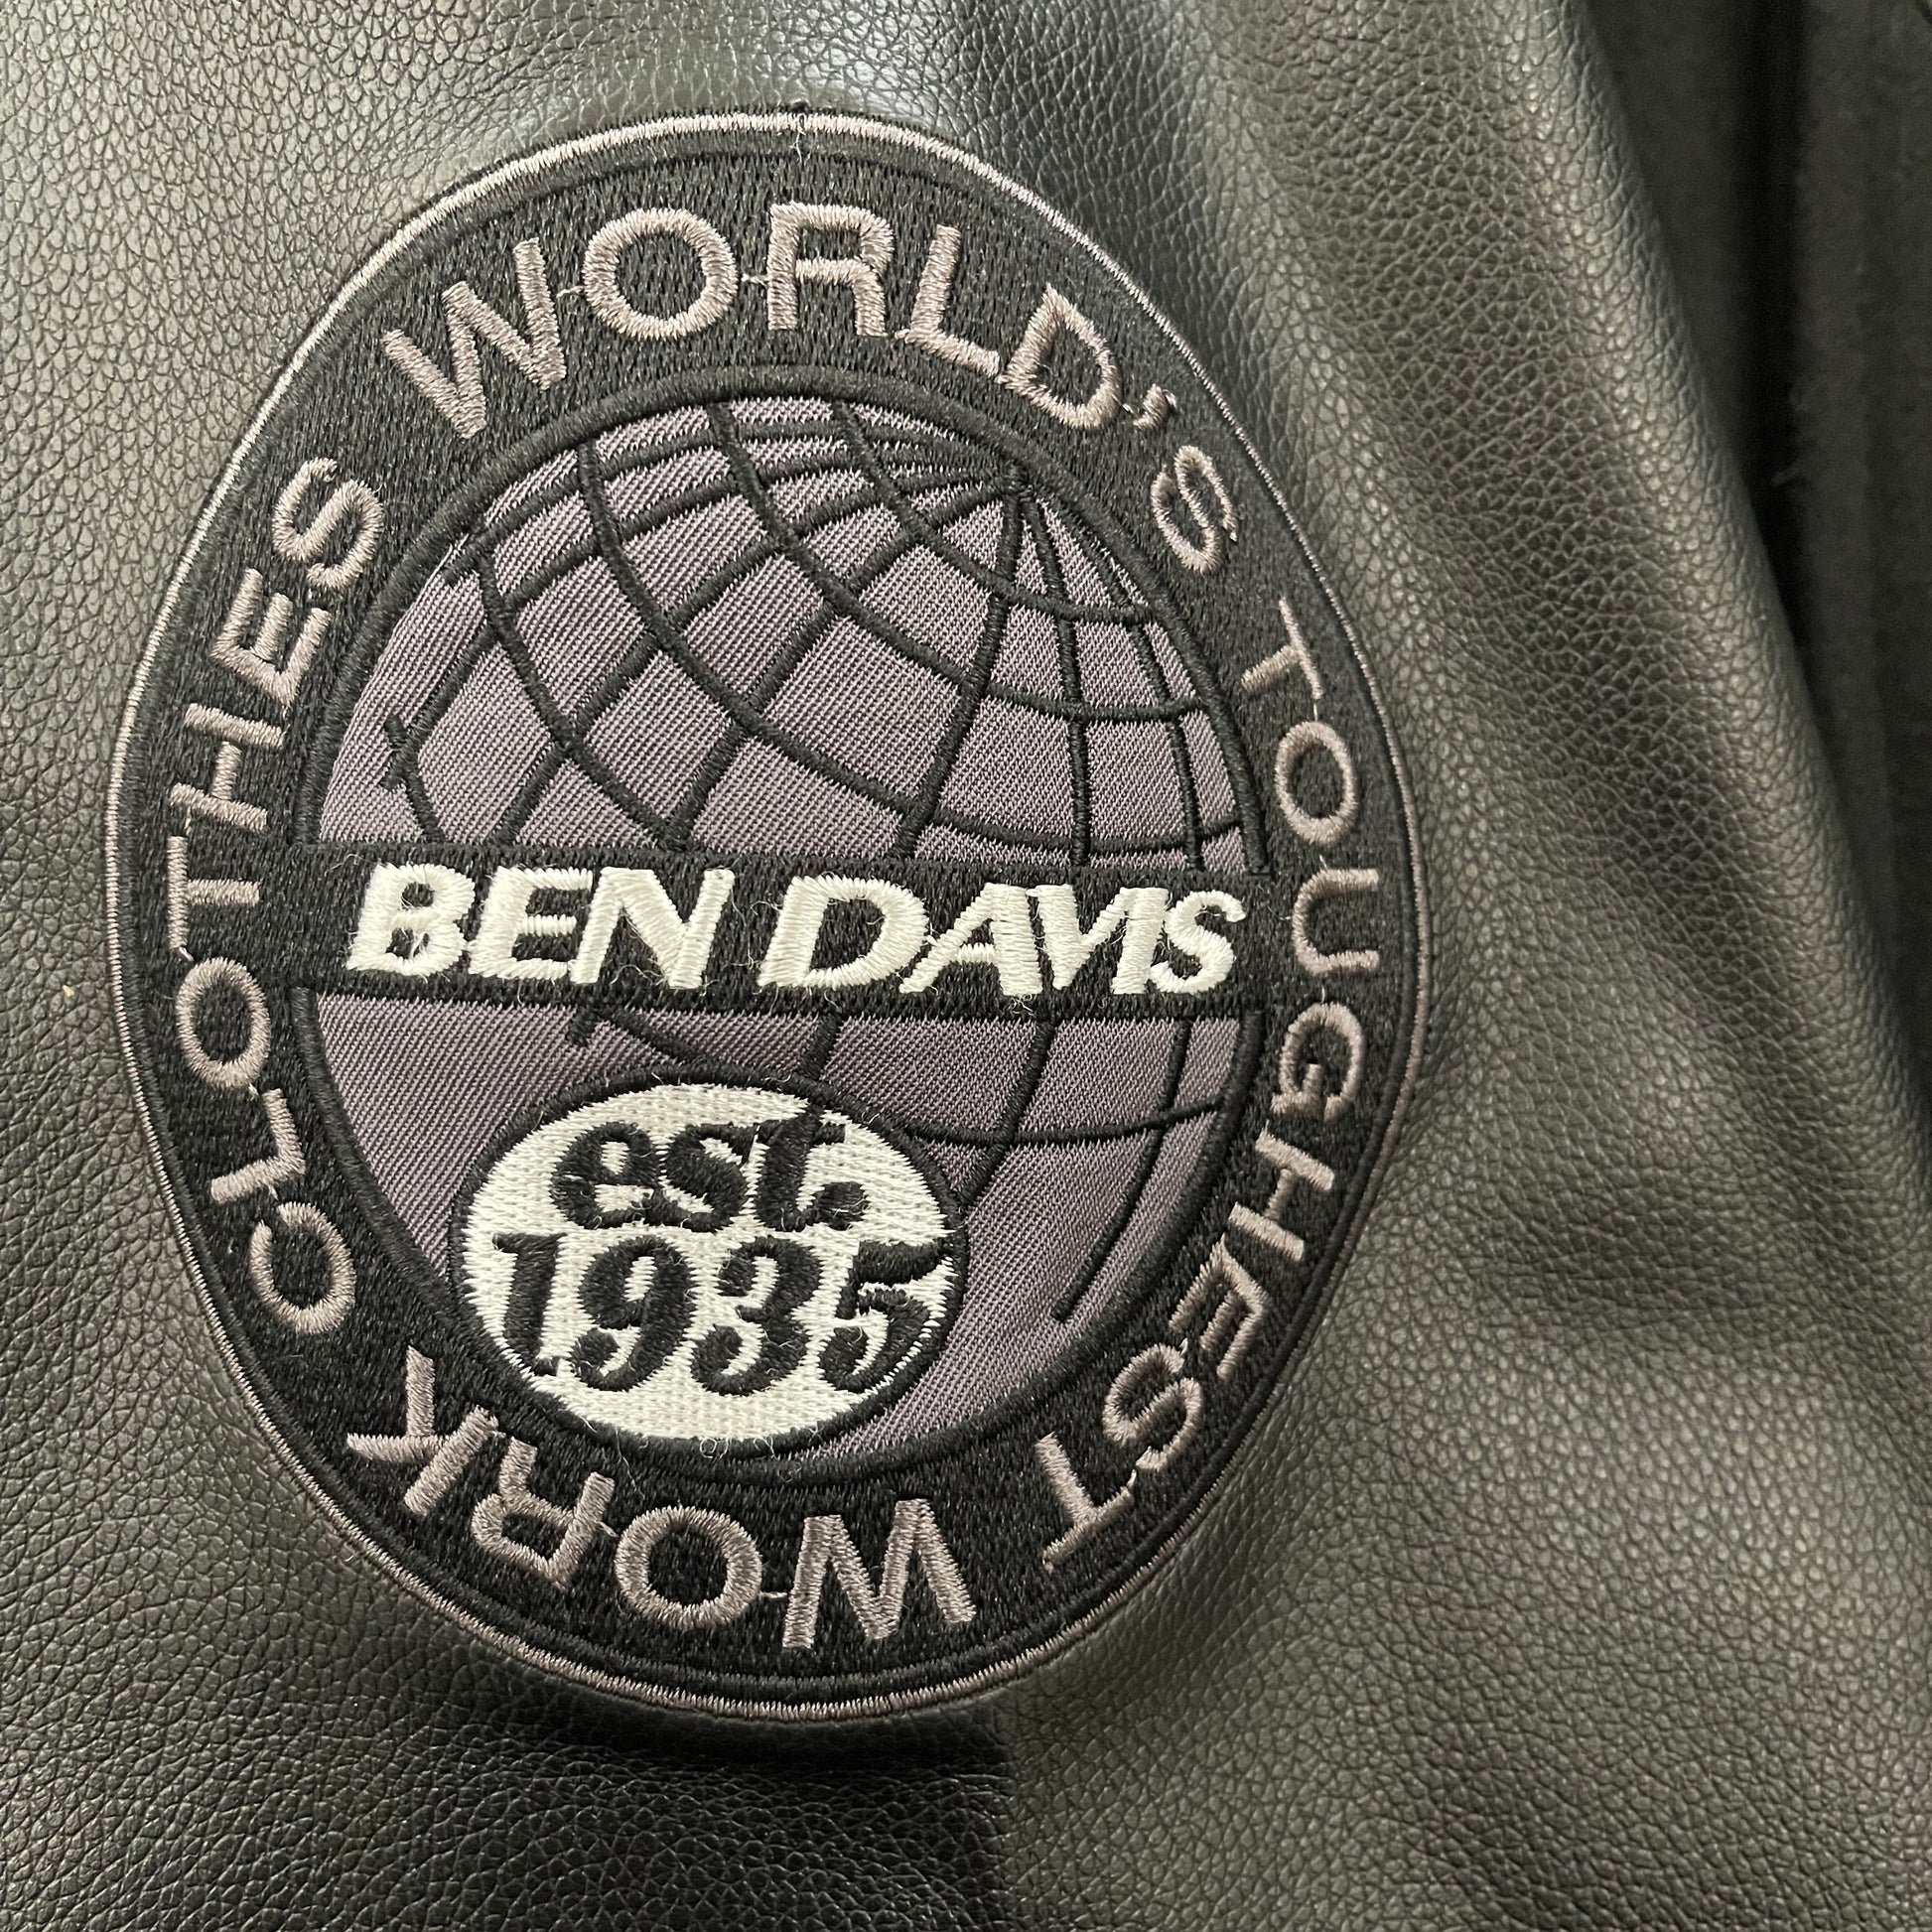 WORLD'S TOUGHEST WORK CLOTHES
BEN DAVIS
est
1935